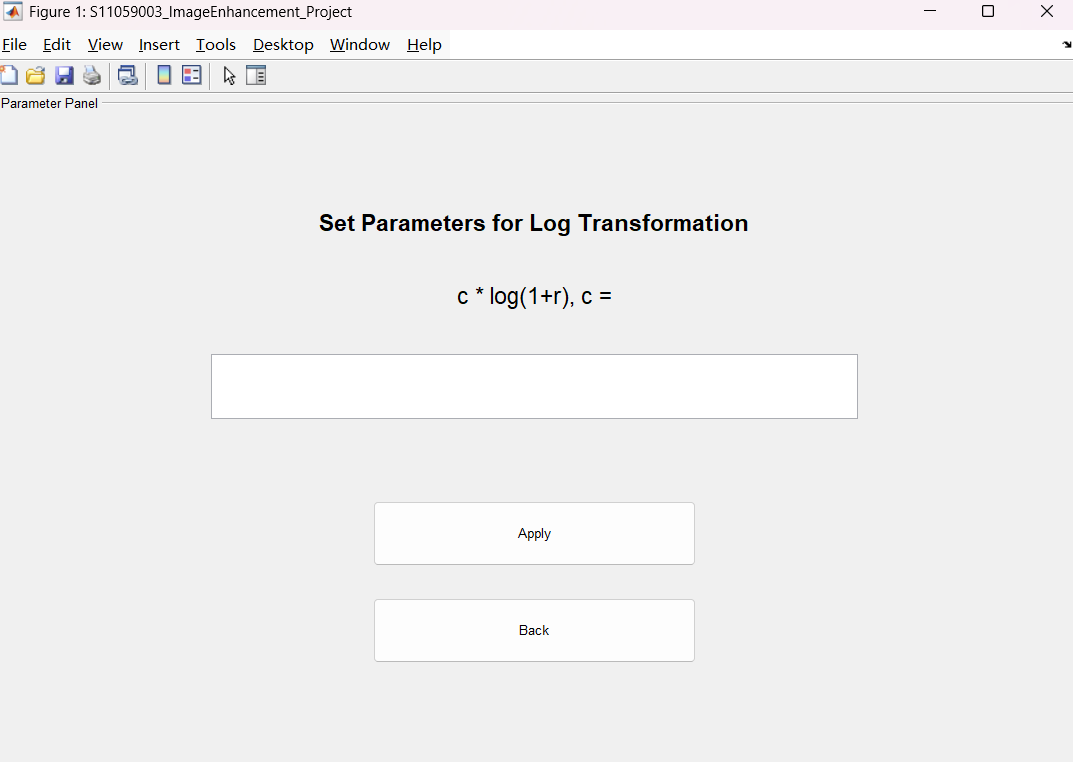 Figure 1: S11059003_ImageEnhancement_Project
File Edit View Insert Tools Desktop Window Help
Parameter Panel
Set Parameters for Log Transformation
c * log(1+r), c =
Apply
Back